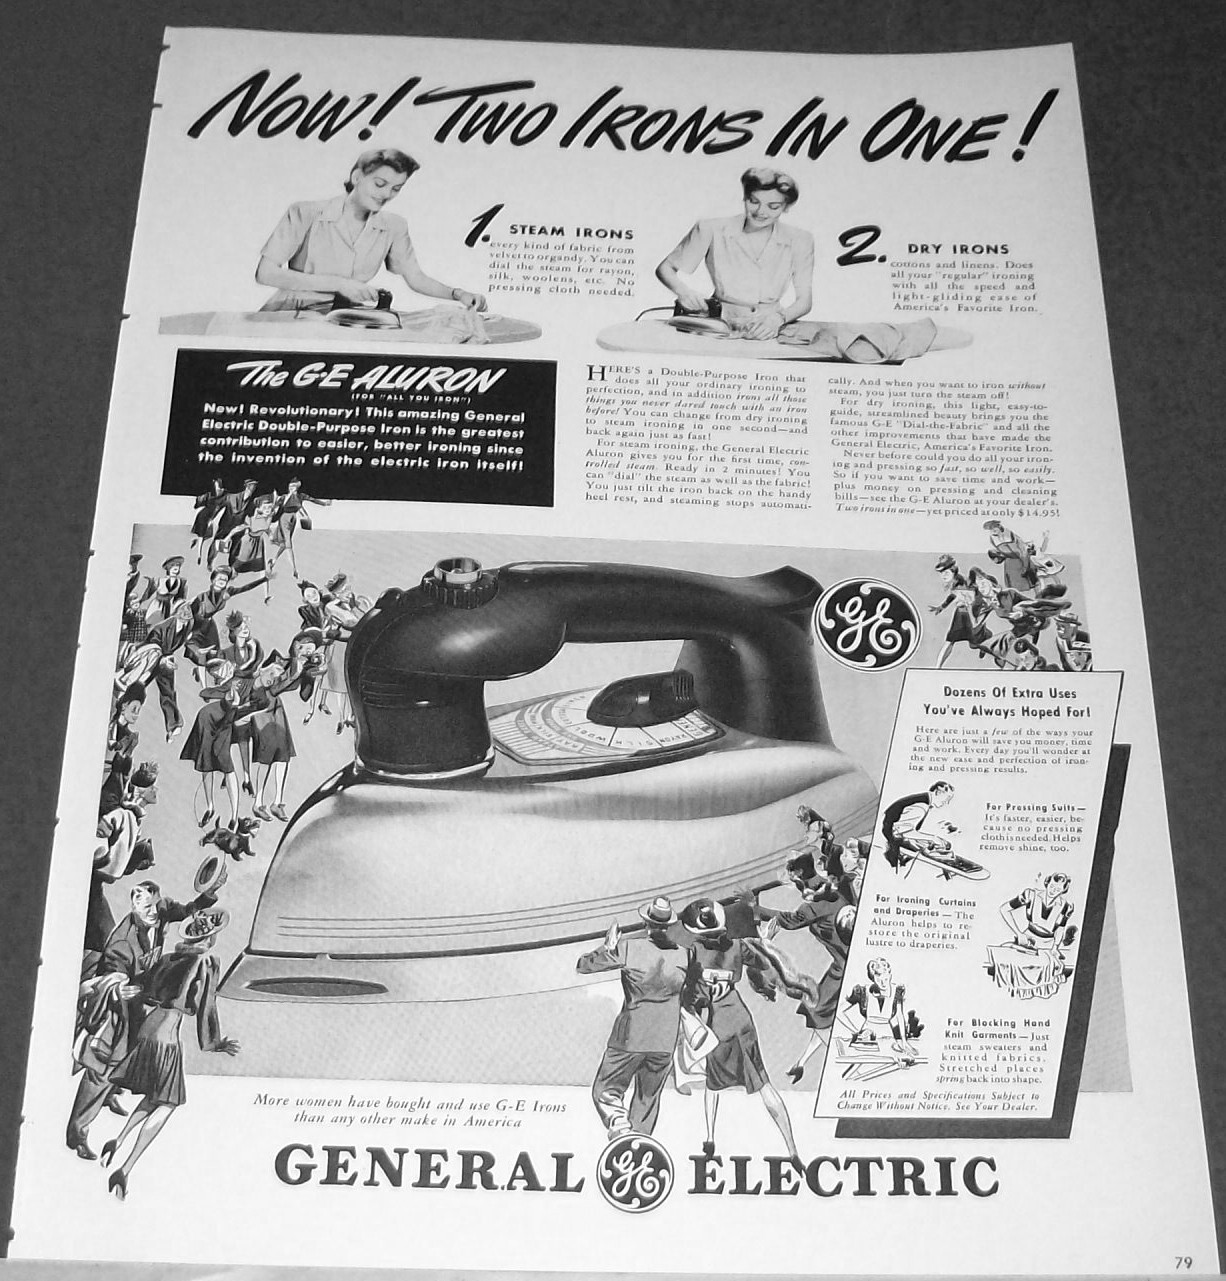 NOW! TWO IRONS IN ONE!
1. STEAM IRONS
every kind of fabric from
velvet to organdy. You can
dial the steam for rayon,
silk, woolens, etc. No
pressing cloth needed.
2. DRY IRONS
cottons and linens. Does
all your "regular" ironing
with all the speed and
light-gliding ease of
America's Favorite Iron.
The G-E ALURON
(FOR "ALL YOU IRON")
New! Revolutionary! This amazing General
Electric Double-Purpose Iron is the greatest
contribution to easier, better ironing since
the invention of the electric iron itself!
HERE'S a Double-Purpose Iron that
does all your ordinary ironing to
perfection, and in addition irons all those
things you never dared touch with an iron
before! You can change from dry ironing
to steam ironing in one second—and
back again just as fast!
For steam ironing, the General Electric
Aluron gives you for the first time, con-
trolled steam. Ready in 2 minutes! You
can "dial" the steam as well as the fabric!
You just tilt the iron back on the handy
heel rest, and steaming stops automati-
cally. And when you want to iron without
steam, you just turn the steam off!
For dry ironing, this light, easy-to-
guide, streamlined beauty brings you the
famous G-E "Dial-the-Fabric" and all the
other improvements that have made the
General Electric, America's Favorite Iron.
Never before could you do all your iron-
ing and pressing so fast, so well, so easily.
So if you want to save time and work—
plus money on pressing and cleaning
bills—see the G-E Aluron at your dealer's.
Two irons in one—yet priced at only $14.95!
GE
RAYON SILK WOOL
Dozens Of Extra Uses
You've Always Hoped For!
Here are just a few of the ways your
G-E Aluron will save you money, time
and work. Every day you'll wonder at
the new ease and perfection of iron-
ing and pressing results.
For Pressing Suits—
It's faster, easier, be-
cause no pressing
cloth is needed. Helps
remove shine, too.
For Ironing Curtains
and Draperies—The
Aluron helps to re-
store the original
lustre to draperies.
For Blocking Hand
Knit Garments—Just
steam sweaters and
knitted fabrics.
Stretched places
spring back into shape.
All Prices and Specifications Subject to
Change Without Notice. See Your Dealer.
More women have bought and use G-E Irons
than any other make in America
GENERAL GE ELECTRIC
79